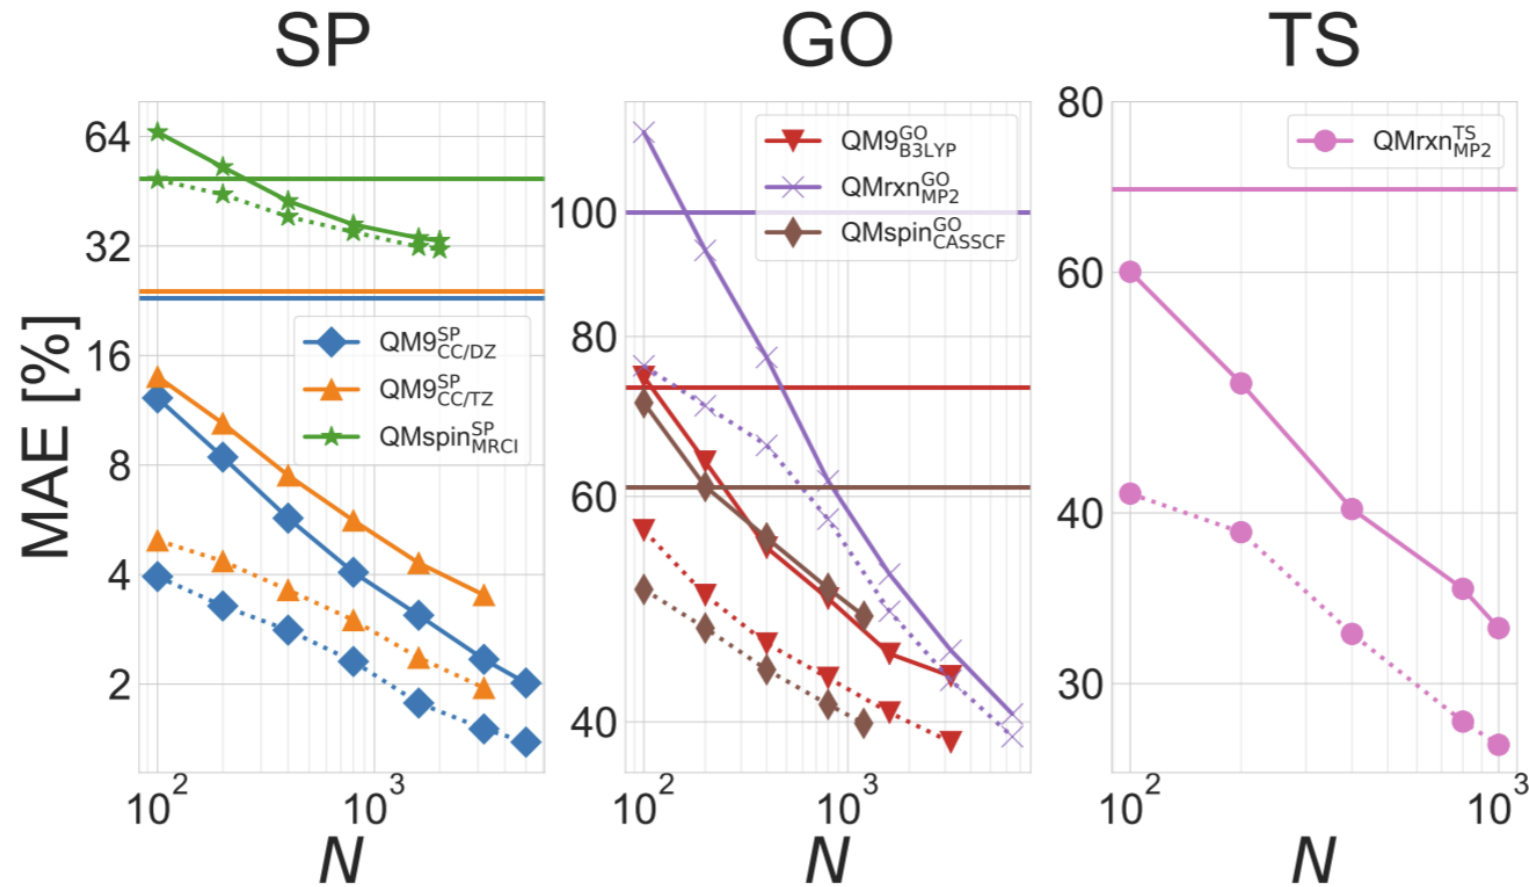 SP GO TS
MAE [%]
64
32
16
8
4
2
QM9^SP_CC/DZ
QM9^SP_CC/TZ
QMspin^SP_MRCI
10^2 10^3
N
100
80
60
40
QM9^GO_B3LYP
QMrxn^GO_MP2
QMspin^GO_CASSCF
10^2 10^3
N
80
60
40
30
QMrxn^TS_MP2
10^2 10^3
N